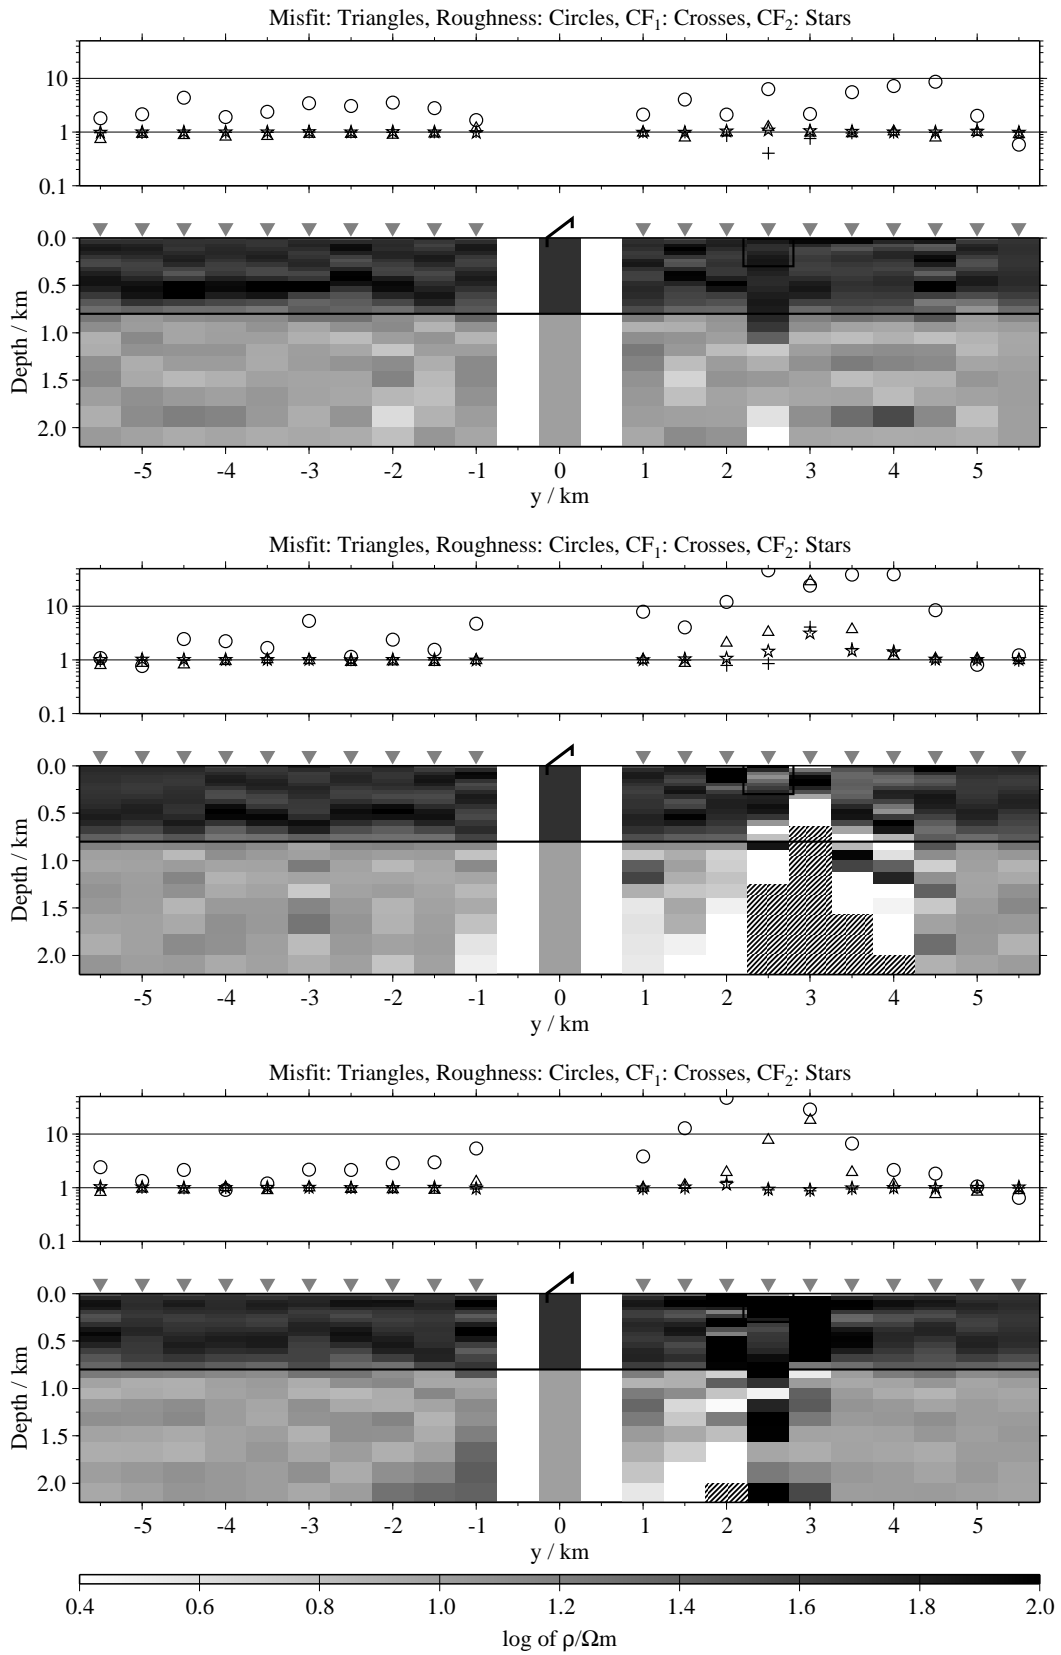 Misfit: Triangles, Roughness: Circles, CF1: Crosses, CF2: Stars
10
1
0.1
0.0
0.5
1.0
1.5
2.0
Depth / km
-5 -4 -3 -2 -1 0 1 2 3 4 5
y / km
Misfit: Triangles, Roughness: Circles, CF1: Crosses, CF2: Stars
10
1
0.1
0.0
0.5
1.0
1.5
2.0
Depth / km
-5 -4 -3 -2 -1 0 1 2 3 4 5
y / km
Misfit: Triangles, Roughness: Circles, CF1: Crosses, CF2: Stars
10
1
0.1
0.0
0.5
1.0
1.5
2.0
Depth / km
-5 -4 -3 -2 -1 0 1 2 3 4 5
y / km
0.4 0.6 0.8 1.0 1.2 1.4 1.6 2.0
log of ρ/Ωm